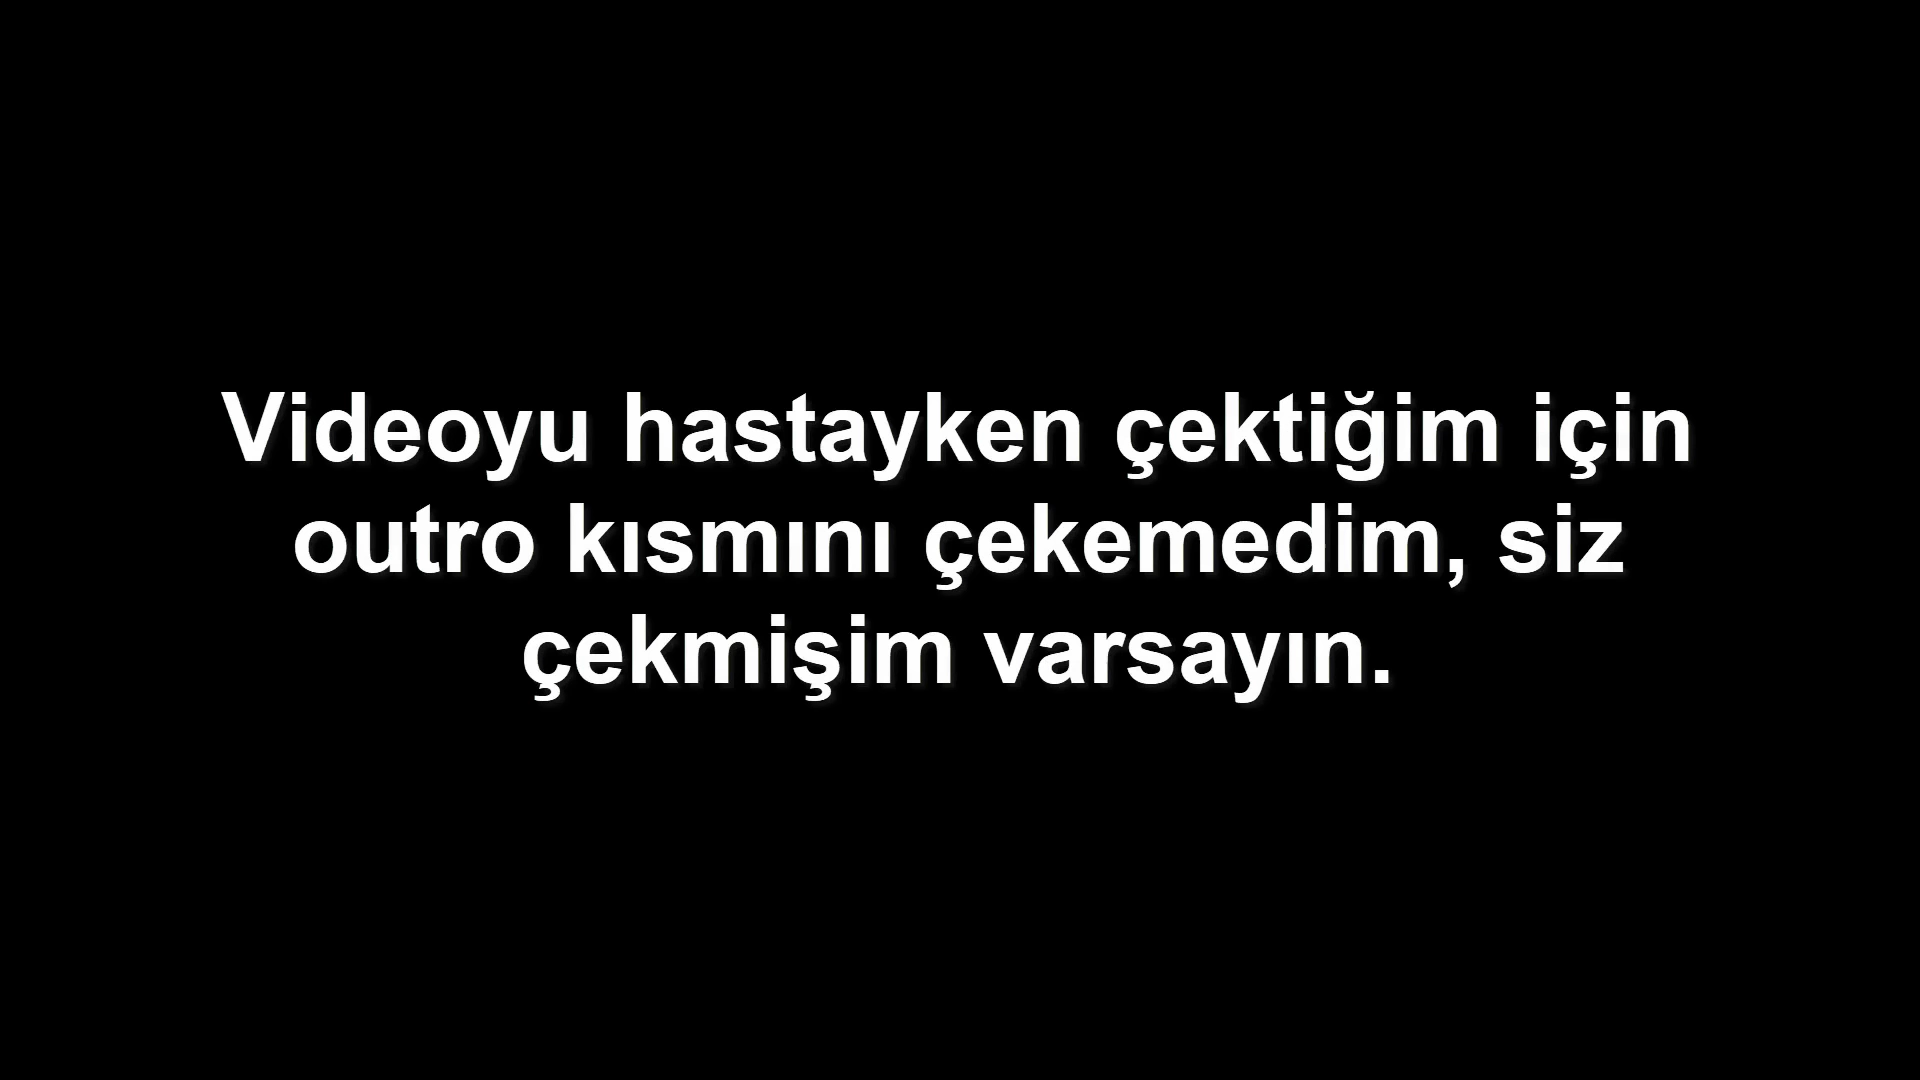 Videoyu hastayken çektiğim için
outro kısmını çekemedim, siz
çekmişim varsayın.